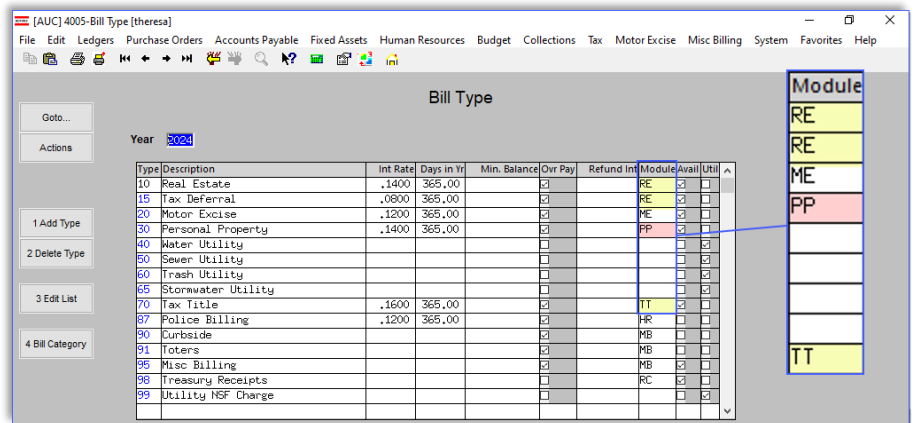 [AUC] 4005-Bill Type [theresa]
File Edit Ledgers Purchase Orders Accounts Payable Fixed Assets Human Resources Budget Collections Tax Motor Excise Misc Billing System Favorites Help
Bill Type
Goto...
Actions
Year 2024
Type Description Int Rate Days in Yr Min. Balance Ovr Pay Refund Int Module Avail Util
10 Real Estate .1400 365.00 RE
15 Tax Deferral .0800 365.00 RE
20 Motor Excise .1200 365.00 ME
30 Personal Property .1400 365.00 PP
40 Water Utility
50 Sewer Utility
60 Trash Utility
65 Stormwater Utility
70 Tax Title .1600 365.00 TT
87 Police Billing .1200 365.00 HR
90 Curbside MB
91 Toters MB
95 Misc Billing MB
98 Treasury Receipts RC
99 Utility NSF Charge
1 Add Type
2 Delete Type
3 Edit List
4 Bill Category
Module
RE
RE
ME
PP
TT